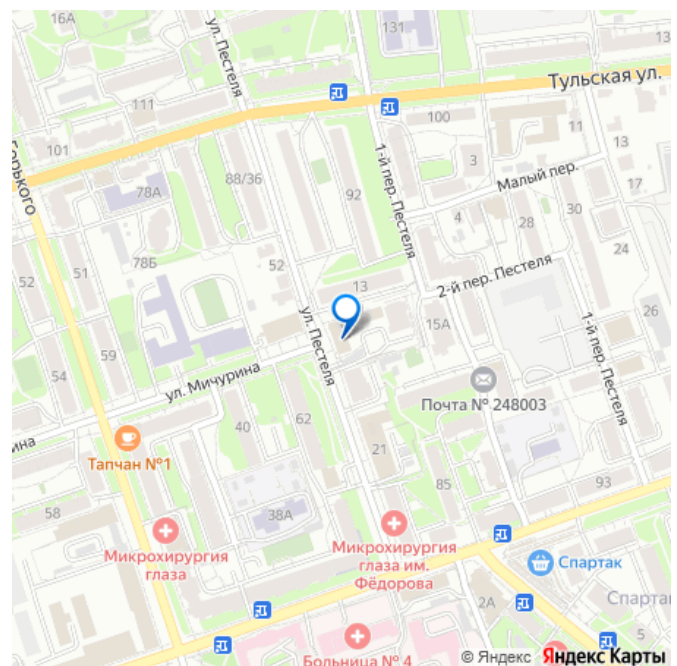 16А
ул. Пестеля
131
13
Тульская ул.
111
100
11
101
Горького
1-й пер. Пестеля
3
13
88/36
92
Малый пер.
17
78А
4
28
30
52
51
78Б
52
24
13
2-й пер. Пестеля
26
ул. Пестеля
15А
1-й пер. Пестеля
59
54
ул. Мичурина
Почта № 248003
ина
40
62
21
Тапчан №1
85
93
58
38А
Микрохирургия
глаза
Микрохирургия
глаза им.
Фёдорова
Спартак
2А
Спартак
5
Больница № 4
© Яндекс Яндекс Карты